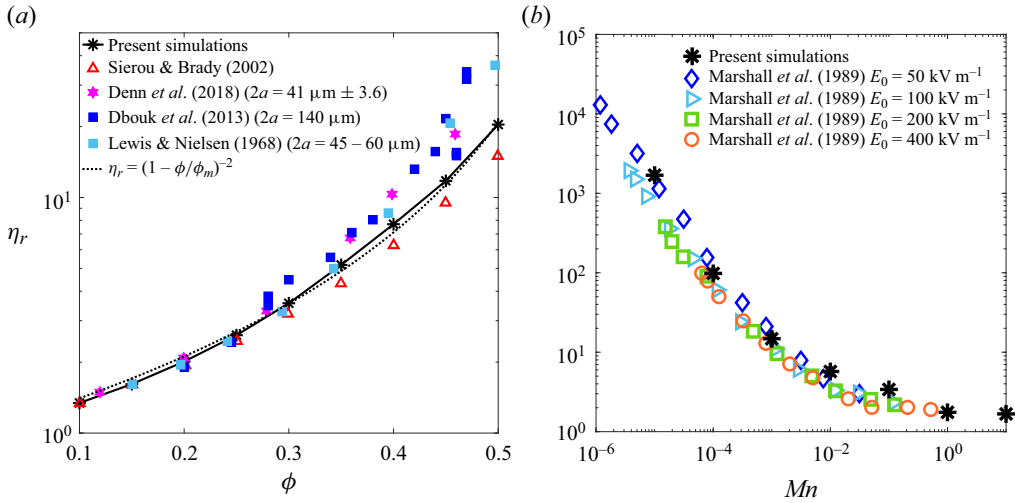 (a)
Present simulations
Sierou & Brady (2002)
Denn et al. (2018) (2a = 41 μm ± 3.6)
Dbouk et al. (2013) (2a = 140 μm)
Lewis & Nielsen (1968) (2a = 45 – 60 μm)
η_r = (1 – ϕ/ϕ_m)^–2
10^1
10^0
η_r
0.1 0.2 0.3 0.4 0.5
ϕ
(b)
Present simulations
Marshall et al. (1989) E_0 = 50 kV m^–1
Marshall et al. (1989) E_0 = 100 kV m^–1
Marshall et al. (1989) E_0 = 200 kV m^–1
Marshall et al. (1989) E_0 = 400 kV m^–1
10^5
10^4
10^3
10^2
10^1
10^0
10^–6 10^–4 10^–2 10^0
Mn